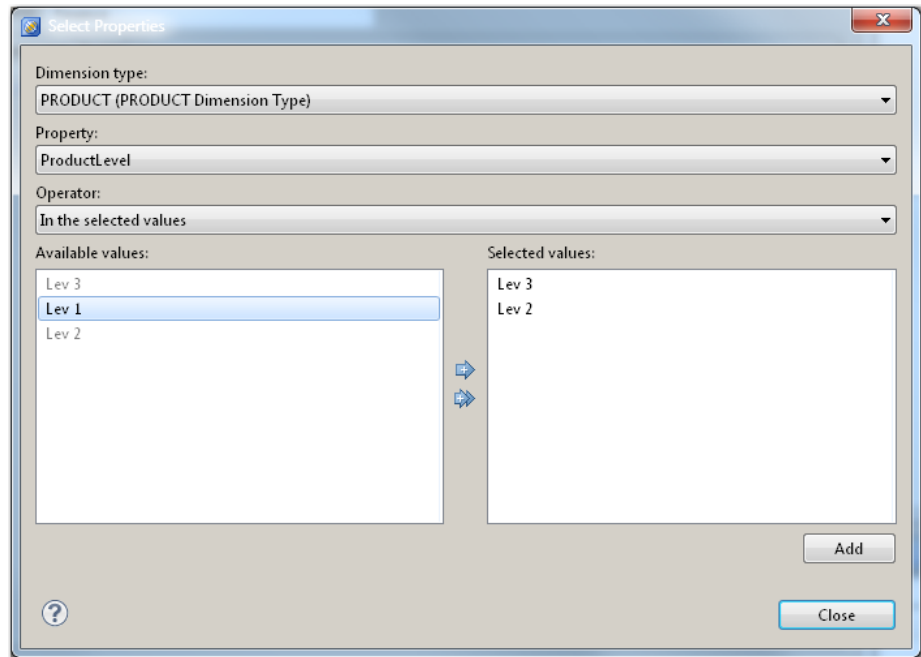 Select Properties
x
Dimension type:
PRODUCT (PRODUCT Dimension Type)
Property:
ProductLevel
Operator:
In the selected values
Available values:
Selected values:
Lev 3
Lev 1
Lev 2
Lev 3
Lev 2
Add
?
Close